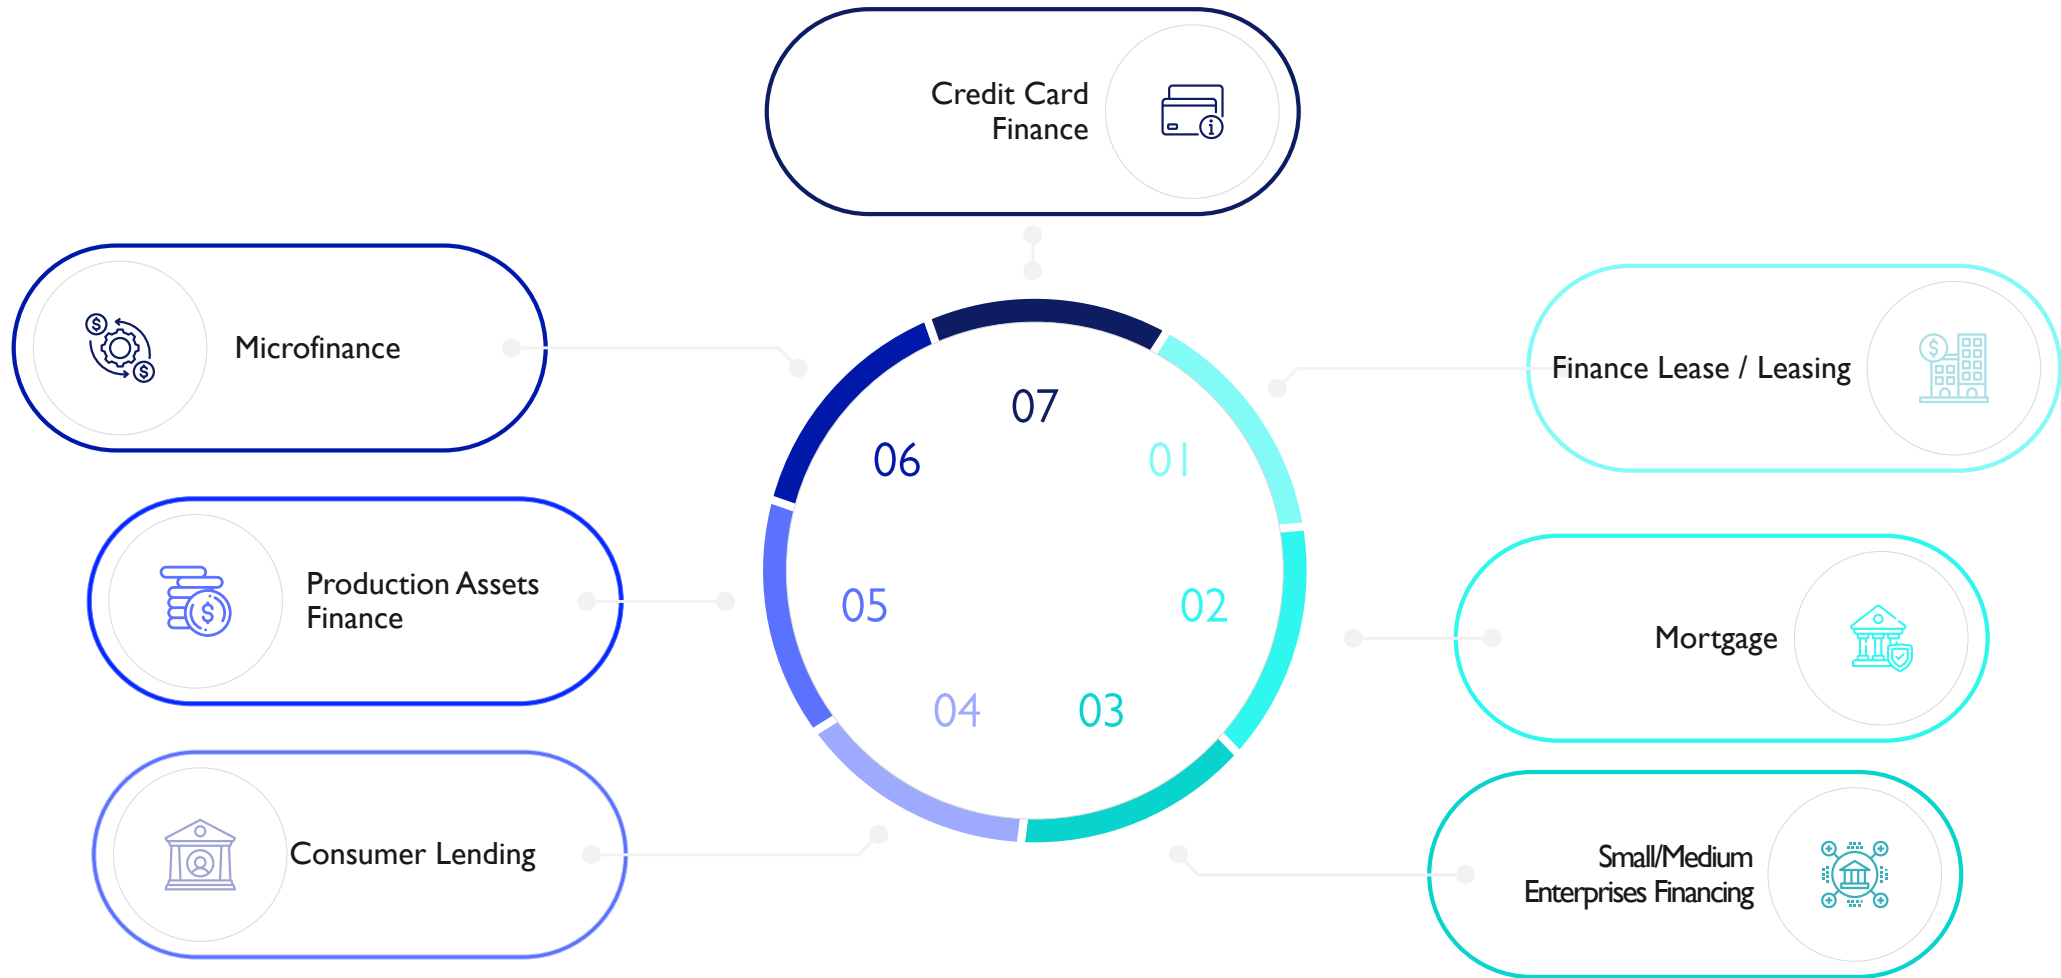 Credit Card
Finance
Microfinance
Finance Lease / Leasing
07
06
01
Production Assets
Finance
05
02
Mortgage
04
03
Consumer Lending
Small/Medium
Enterprises Financing